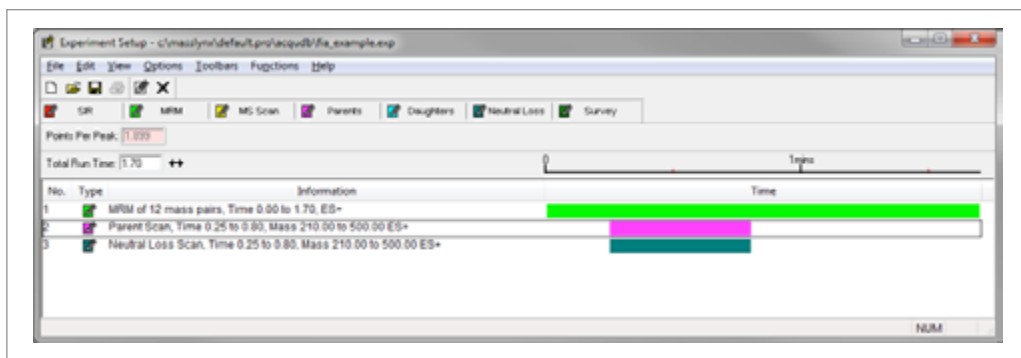 Experiment Setup - c:\masslynx\default.pro\acqudb\fia_example.exp
File Edit View Options Toolbars Functions Help
SIR MRM MS Scan Parents Daughters Neutral Loss Survey
Points Per Peak: 1.899
Total Run Time: 1.70 0 1 mins
No. Type Information Time
1 MRM of 12 mass pairs, Time 0.00 to 1.70, ES+
2 Parent Scan, Time 0.25 to 0.80, Mass 210.00 to 500.00 ES+
3 Neutral Loss Scan, Time 0.25 to 0.80, Mass 210.00 to 500.00 ES+
NUM